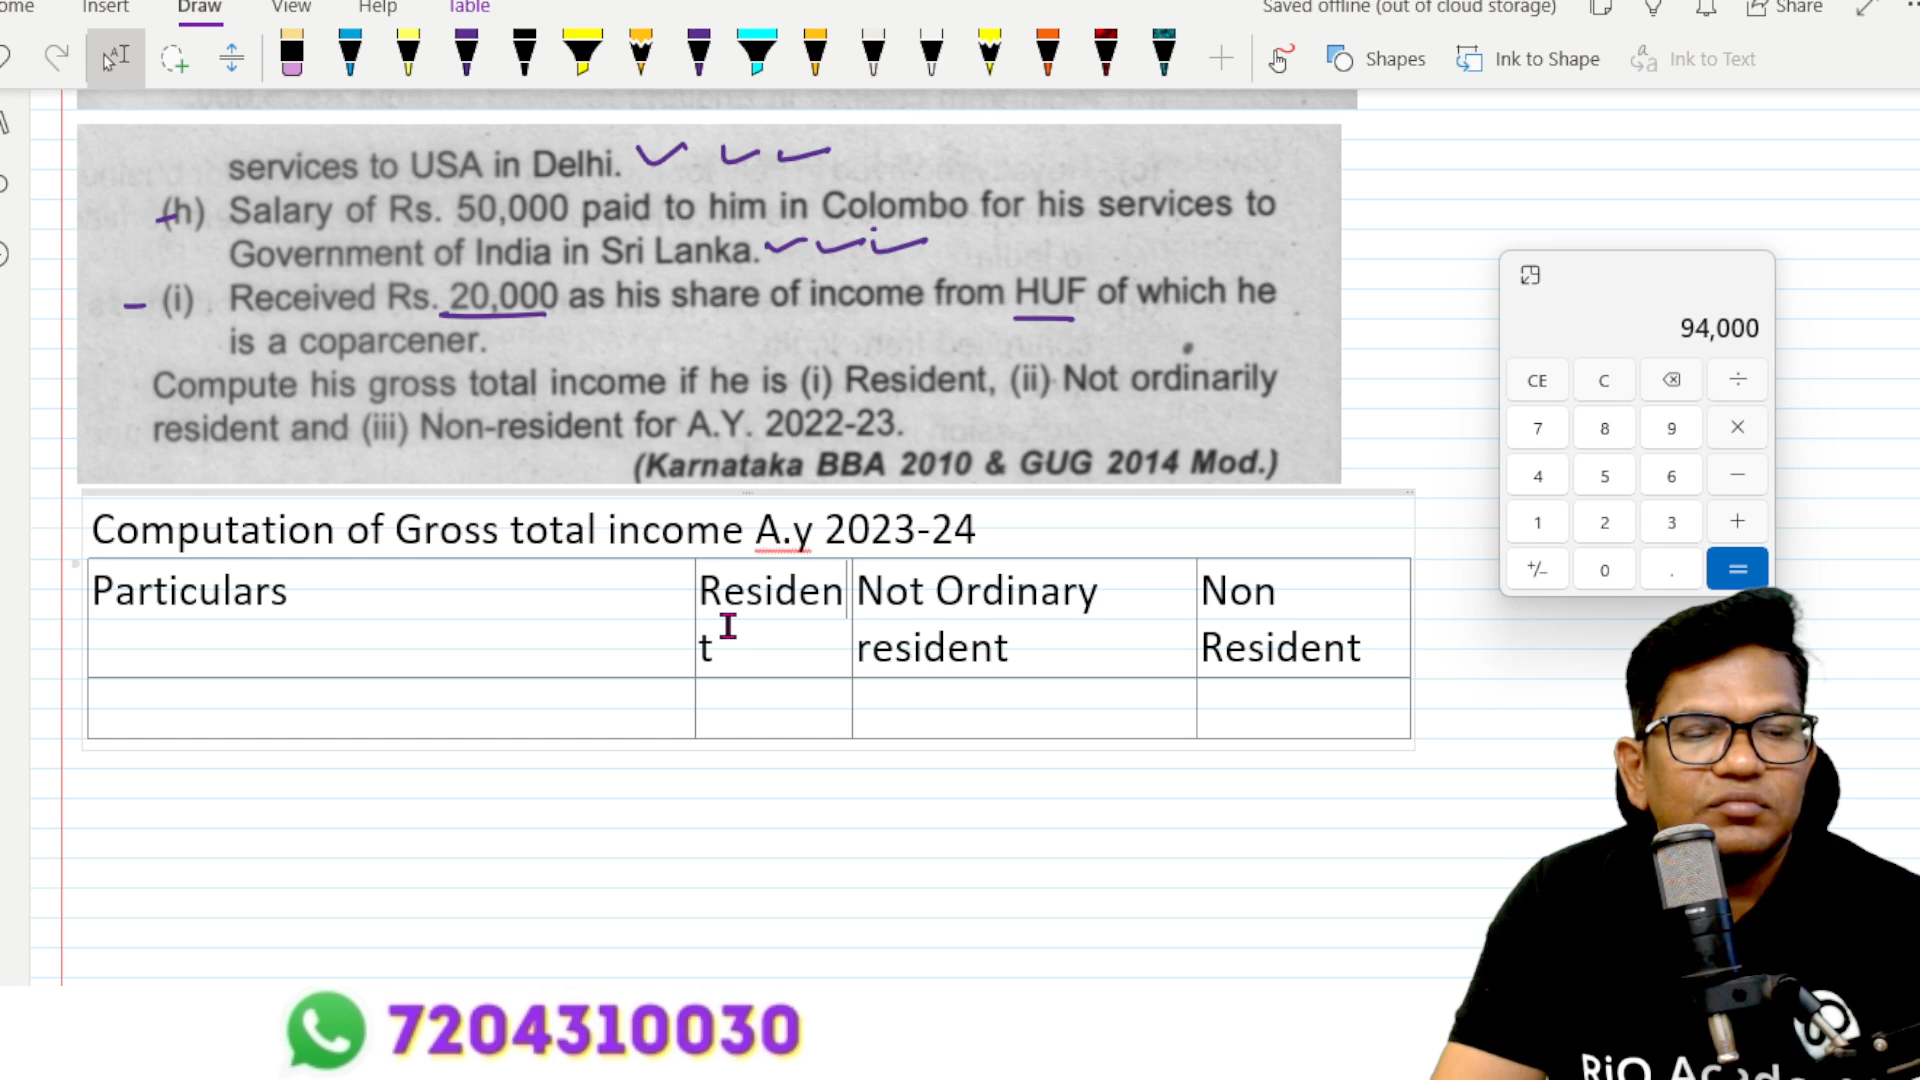 ome Insert Draw View Help Table Saved offline (out of cloud storage) Share
Shapes Ink to Shape Ink to Text
services to USA in Delhi.
(h) Salary of Rs. 50,000 paid to him in Colombo for his services to
Government of India in Sri Lanka.
(i) Received Rs. 20,000 as his share of income from HUF of which he
is a coparcener.
Compute his gross total income if he is (i) Resident, (ii) Not ordinarily
resident and (iii) Non-resident for A.Y. 2022-23.
(Karnataka BBA 2010 & GUG 2014 Mod.)
Computation of Gross total income A.y 2023-24
Particulars Residen Not Ordinary Non
t resident Resident
94,000
CE C ÷
7 8 9 ×
4 5 6 −
1 2 3 +
+/− 0 . =
7204310030
RiO